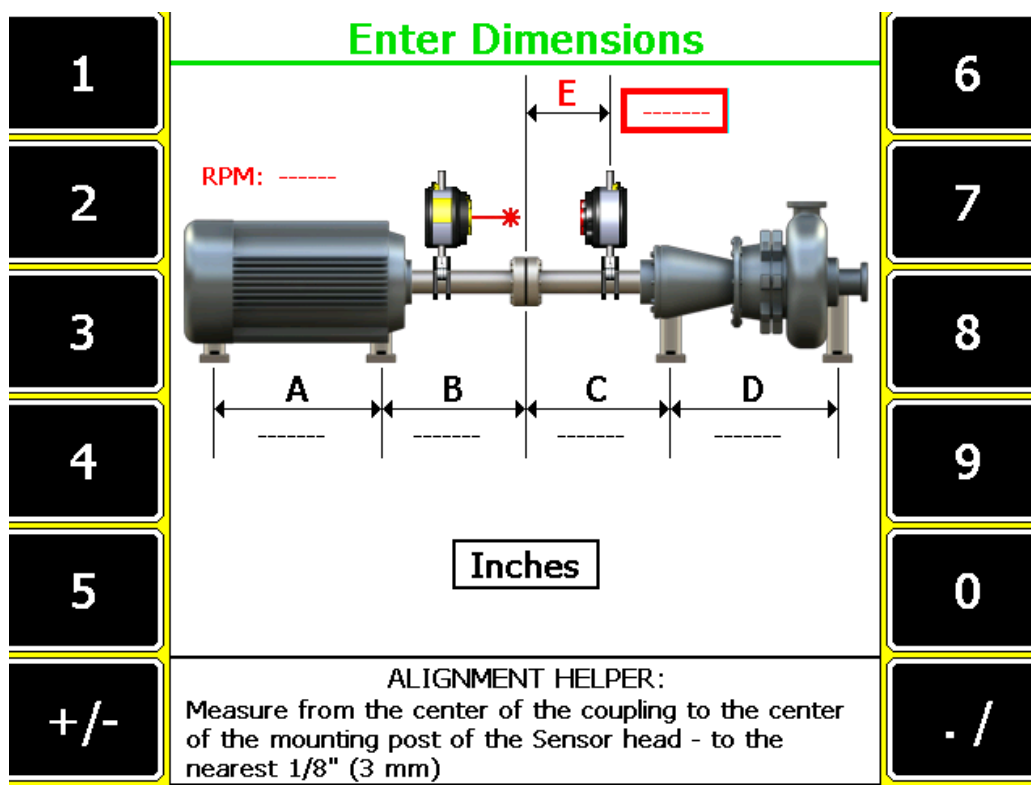 Enter Dimensions
1
2
3
4
5
+/-
6
7
8
9
0
. /
E
-------
RPM: ------
A
B
C
D
-------
-------
-------
-------
Inches
ALIGNMENT HELPER:
Measure from the center of the coupling to the center
of the mounting post of the Sensor head - to the
nearest 1/8" (3 mm)